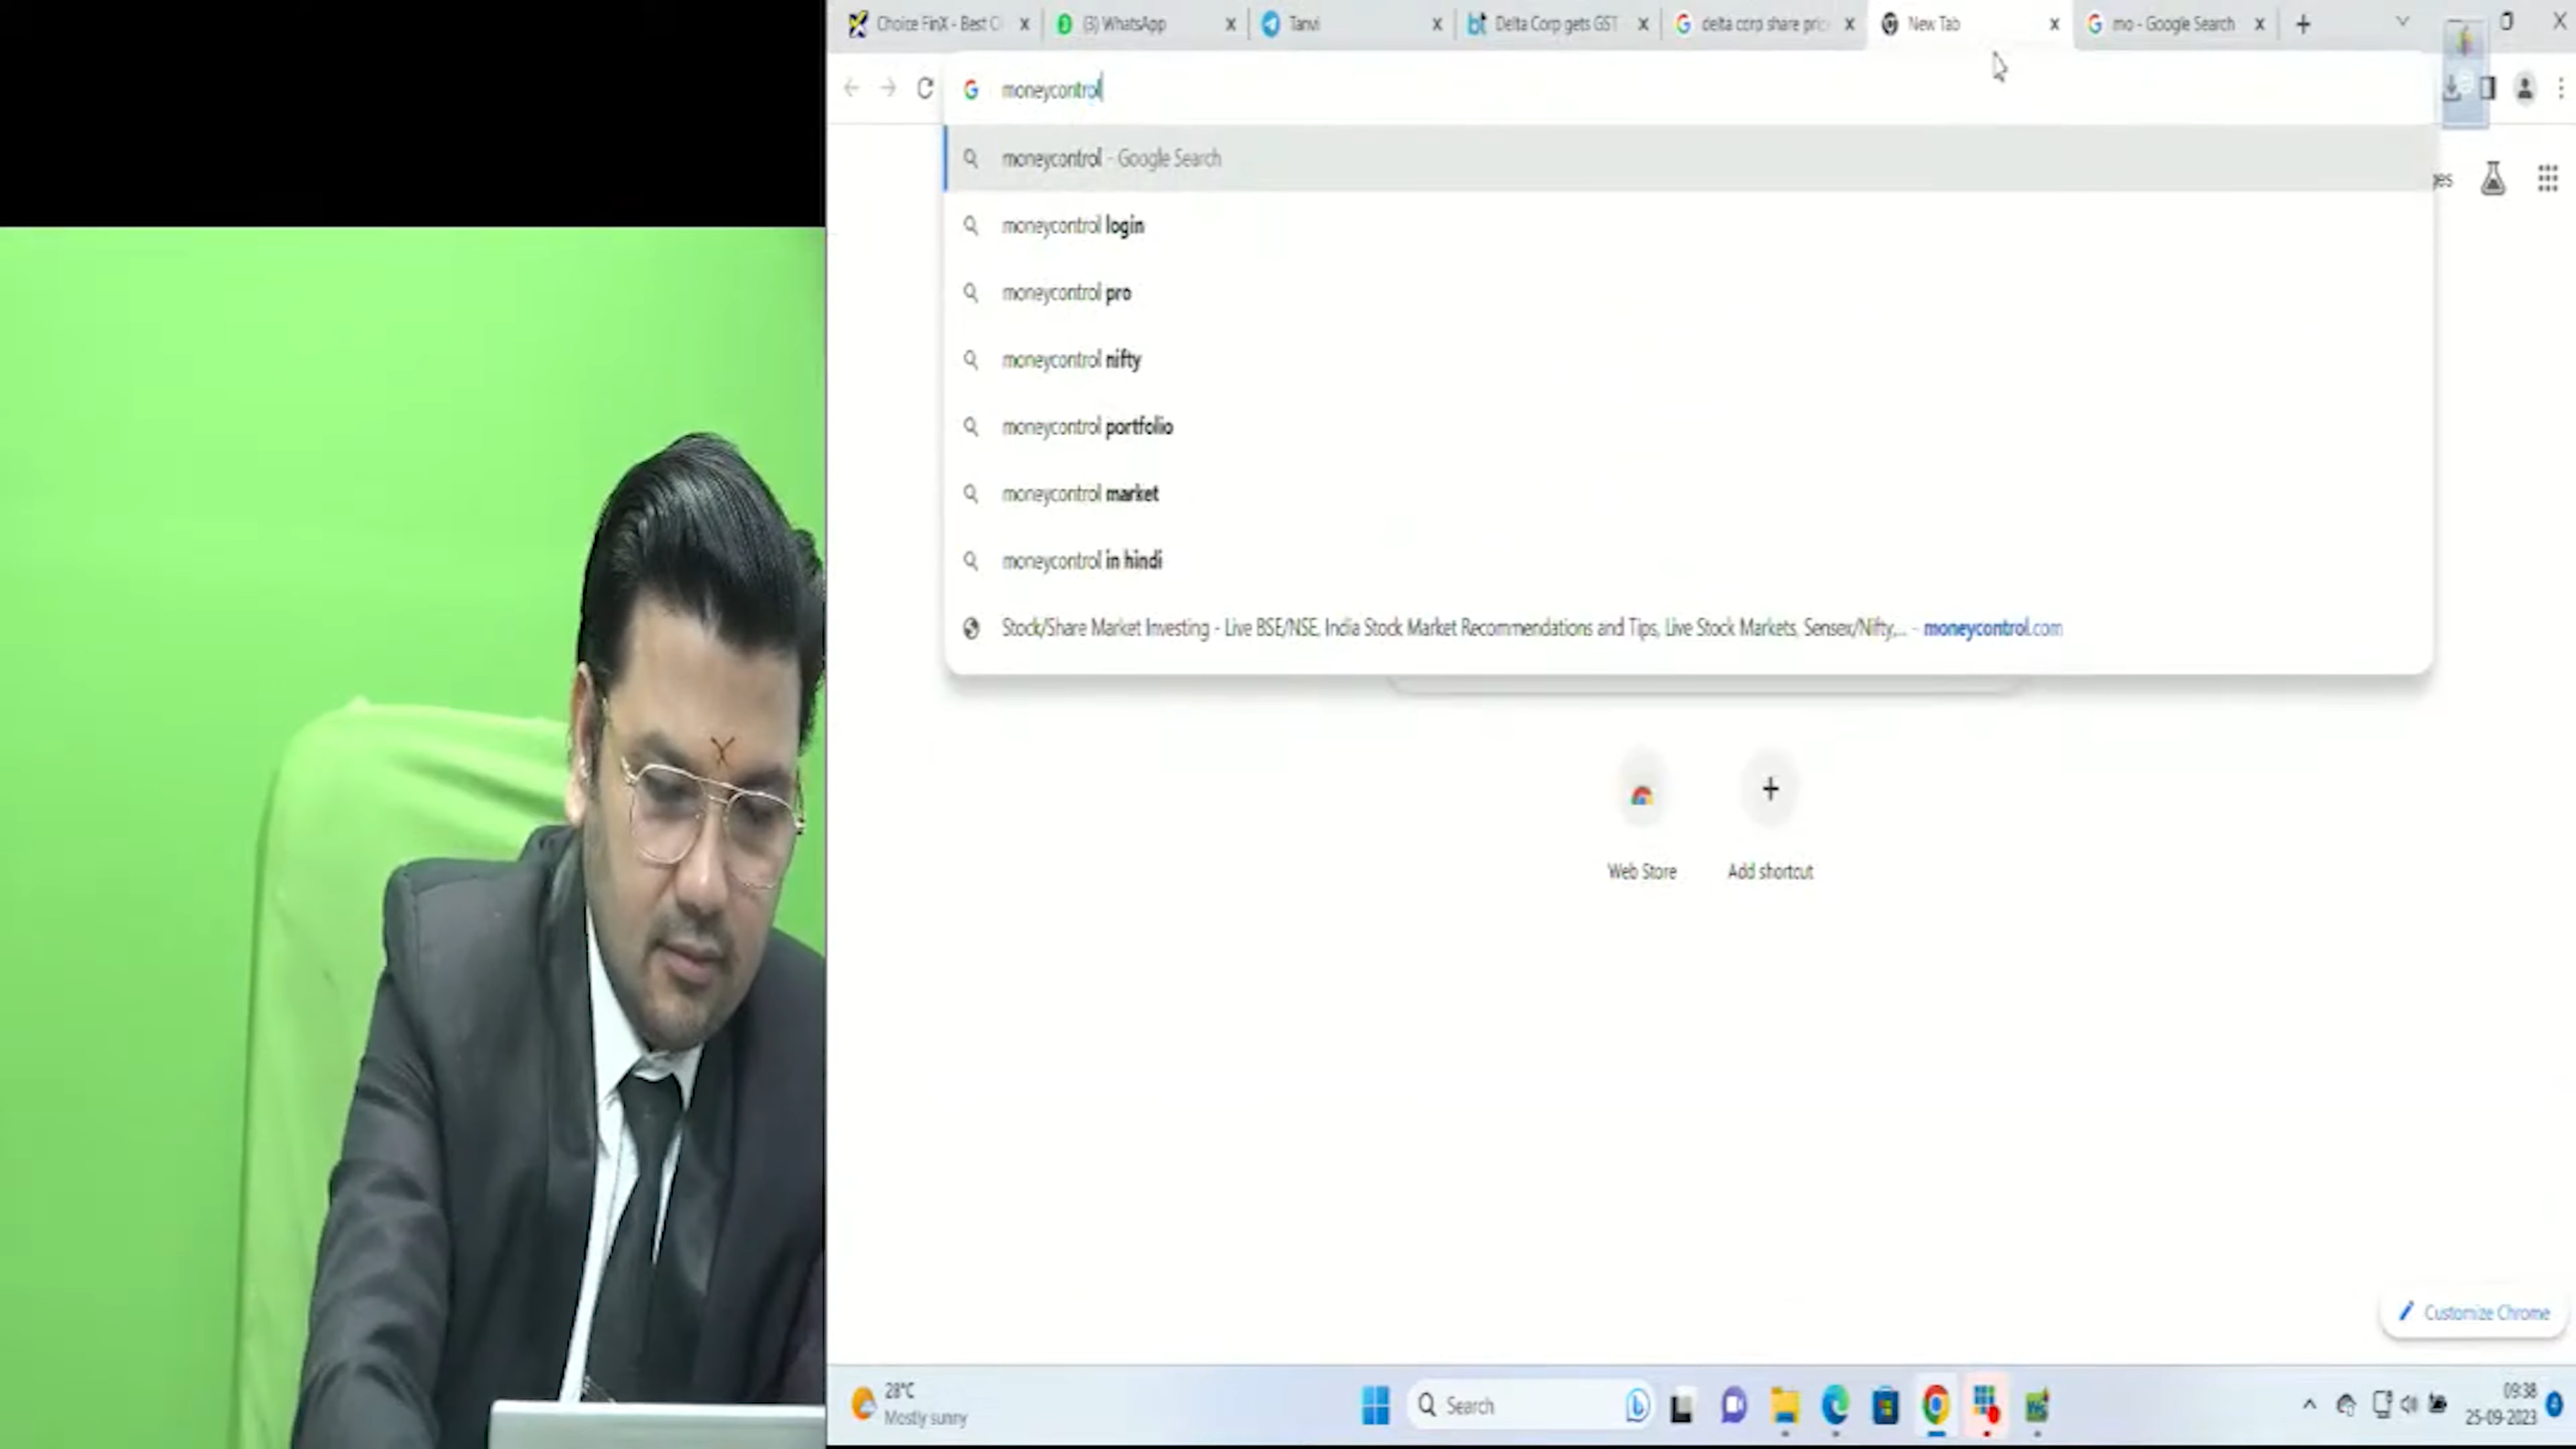 Choice FinX - Best O
(3) WhatsApp
Tanvi
Delta Corp gets GST
delta corp share pric
New Tab
mo - Google Search
moneycontrol
moneycontrol - Google Search
moneycontrol login
moneycontrol pro
moneycontrol nifty
moneycontrol portfolio
moneycontrol market
moneycontrol in hindi
Stock/Share Market Investing - Live BSE/NSE, India Stock Market Recommendations and Tips, Live Stock Markets, Sensex/Nifty,... - moneycontrol.com
Web Store
Add shortcut
Customize Chrome
28°C
Mostly sunny
Search
09:38
25-09-2023